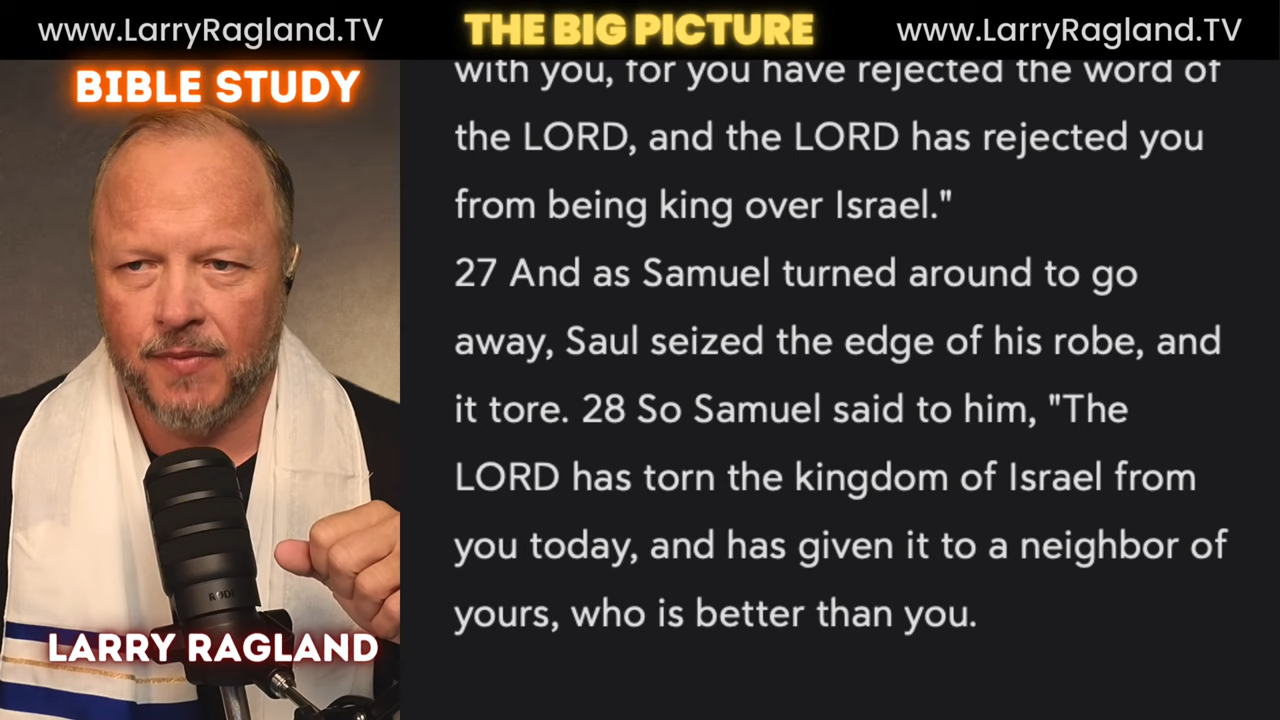 www.LarryRagland.TV
THE BIG PICTURE
www.LarryRagland.TV
BIBLE STUDY
with you, for you have rejected the word of
the LORD, and the LORD has rejected you
from being king over Israel."
27 And as Samuel turned around to go
away, Saul seized the edge of his robe, and
it tore. 28 So Samuel said to him, "The
LORD has torn the kingdom of Israel from
you today, and has given it to a neighbor of
yours, who is better than you.
RØDE
LARRY RAGLAND